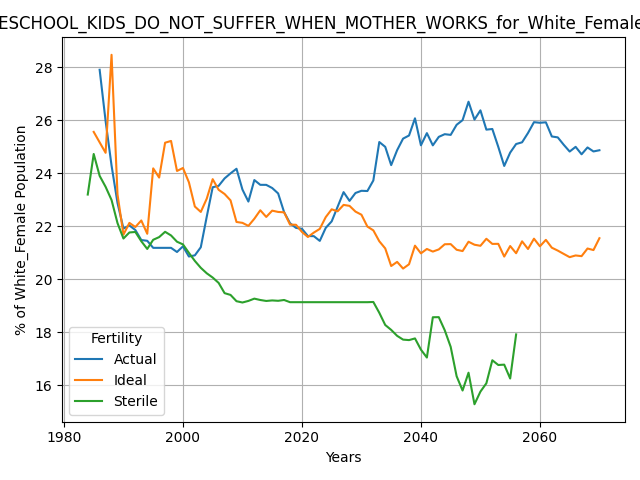 ESCHOOL_KIDS_DO_NOT_SUFFER_WHEN_MOTHER_WORKS_for_White_Female
% of White_Female Population
28
26
24
22
20
18
16
Fertility
Actual
Ideal
Sterile
1980
2000
2020
2040
2060
Years